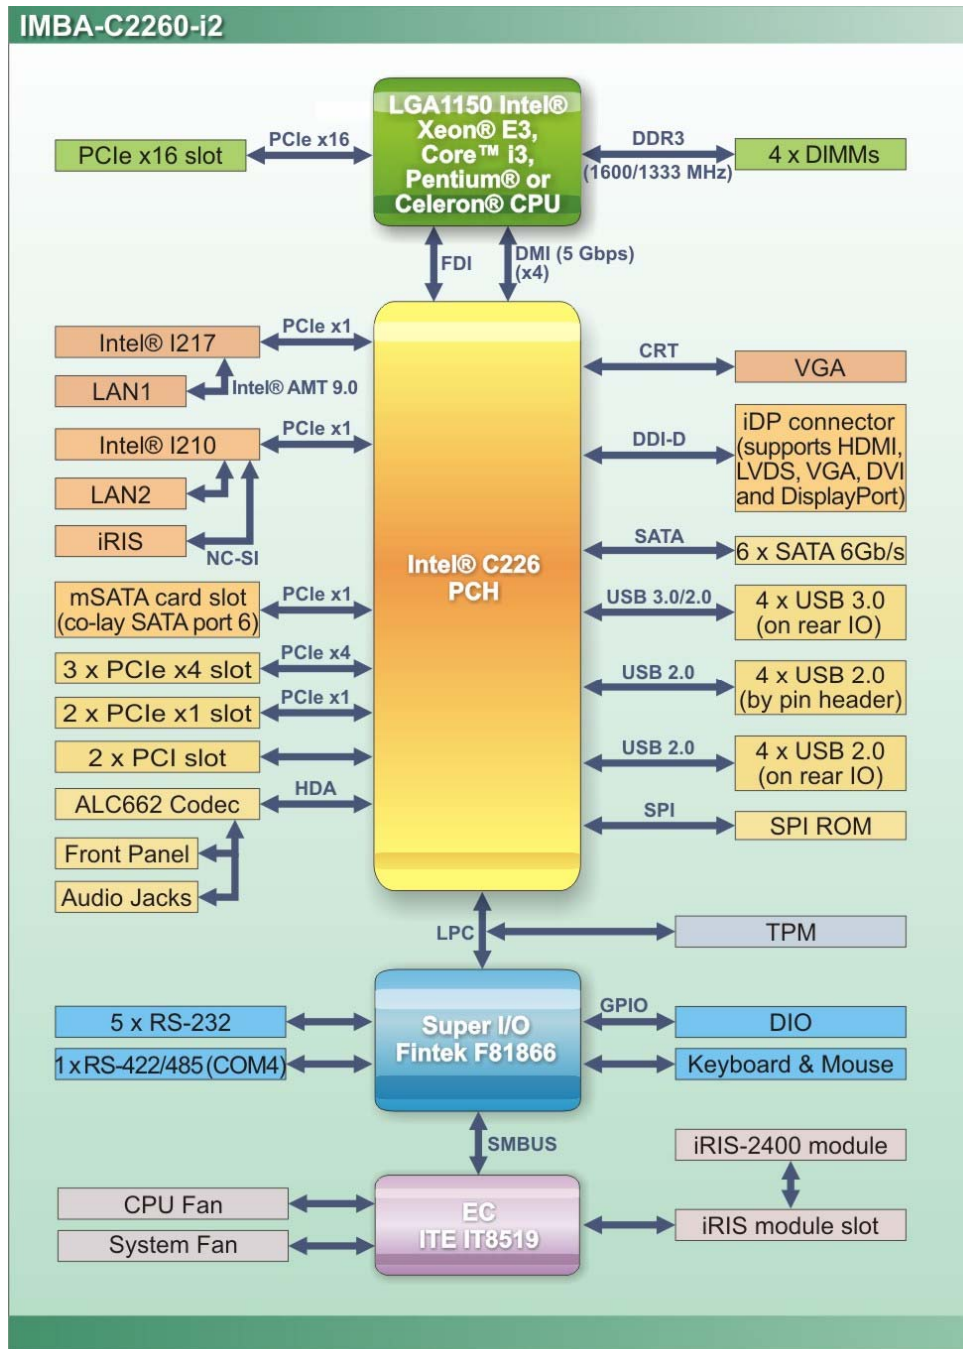 IMBA-C2260-i2
LGA1150 Intel®
Xeon® E3,
Core™ i3,
Pentium® or
Celeron® CPU
PCIe x16 slot
PCIe x16
DDR3
(1600/1333 MHz)
4 x DIMMs
FDI
DMI (5 Gbps)
(x4)
Intel® I217
PCIe x1
LAN1
Intel® AMT 9.0
Intel® I210
PCIe x1
LAN2
iRIS
NC-SI
mSATA card slot
(co-lay SATA port 6)
PCIe x1
3 x PCIe x4 slot
PCIe x4
2 x PCIe x1 slot
PCIe x1
2 x PCI slot
ALC662 Codec
HDA
Front Panel
Audio Jacks
Intel® C226
PCH
CRT
VGA
DDI-D
iDP connector
(supports HDMI,
LVDS, VGA, DVI
and DisplayPort)
SATA
6 x SATA 6Gb/s
USB 3.0/2.0
4 x USB 3.0
(on rear IO)
USB 2.0
4 x USB 2.0
(by pin header)
USB 2.0
4 x USB 2.0
(on rear IO)
SPI
SPI ROM
LPC
TPM
5 x RS-232
1 x RS-422/485 (COM4)
Super I/O
Fintek F81866
GPIO
DIO
Keyboard & Mouse
SMBUS
iRIS-2400 module
CPU Fan
System Fan
EC
ITE IT8519
iRIS module slot